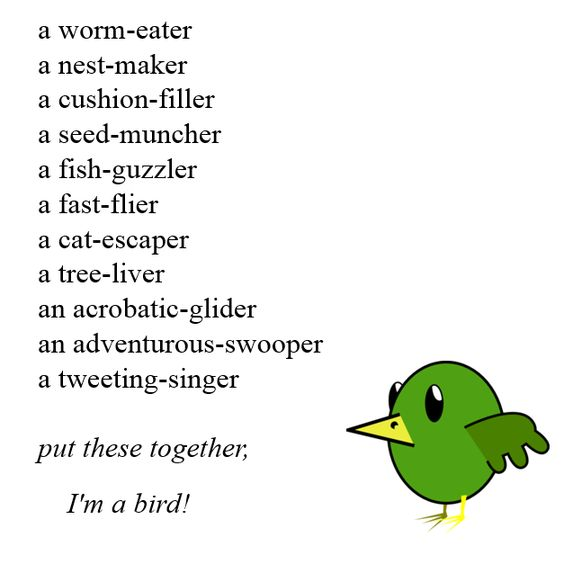 a worm-eater
a nest-maker
a cushion-filler
a seed-muncher
a fish-guzzler
a fast-flier
a cat-escaper
a tree-liver
an acrobatic-glider
an adventurous-swooper
a tweeting-singer
put these together,
I'm a bird!